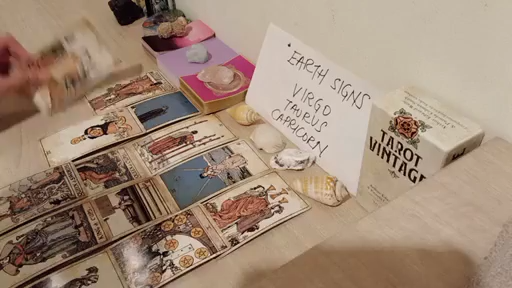 EARTH SIGNS
VIRGO
TAURUS
CAPRICORN
TAROT
VINTAGE